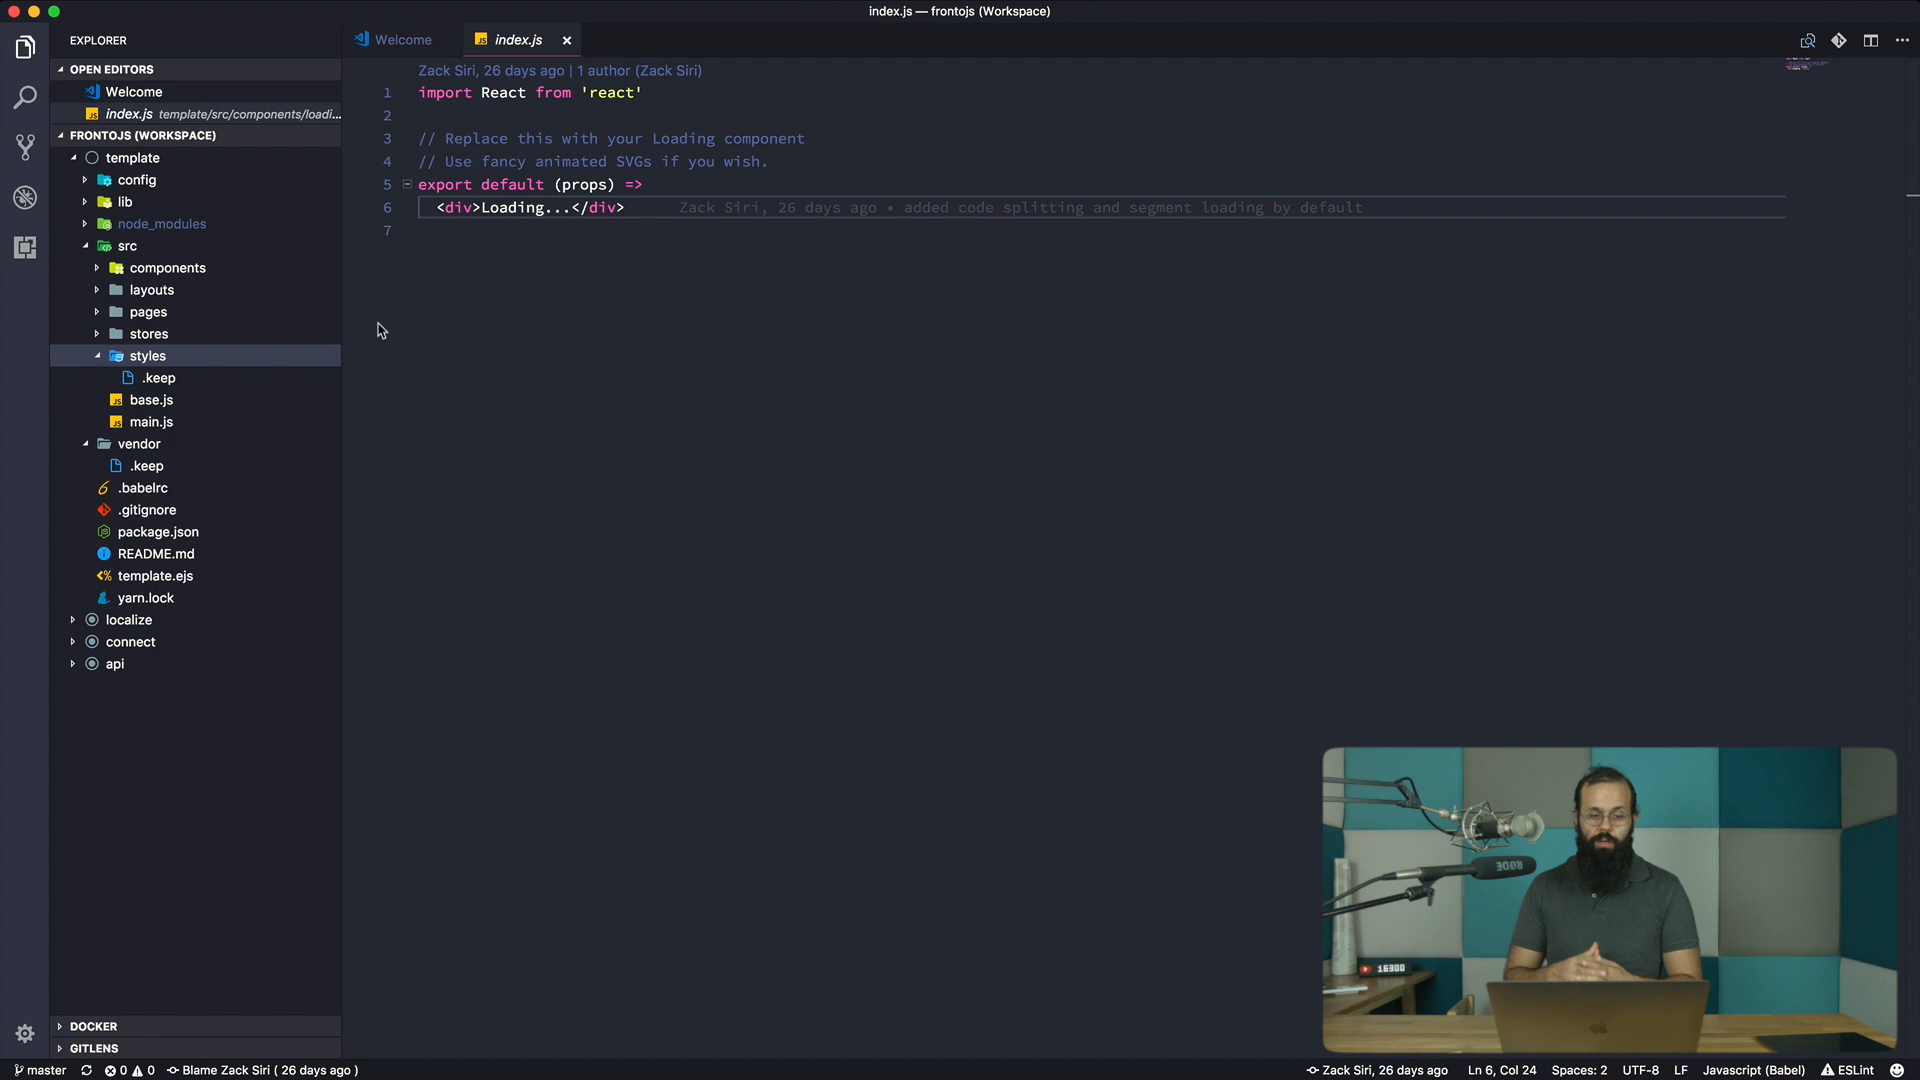 index.js — frontojs (Workspace)
EXPLORER
OPEN EDITORS
Welcome
index.js template/src/components/loadi...
FRONTOJS (WORKSPACE)
template
config
lib
node_modules
src
components
layouts
pages
stores
styles
.keep
base.js
main.js
vendor
.keep
.babelrc
.gitignore
package.json
README.md
template.ejs
yarn.lock
localize
connect
api
DOCKER
GITLENS
Welcome
index.js
Zack Siri, 26 days ago | 1 author (Zack Siri)
1 import React from 'react'
2
3 // Replace this with your Loading component
4 // Use fancy animated SVGs if you wish.
5 export default (props) =>
6 <div>Loading...</div> Zack Siri, 26 days ago • added code splitting and segment loading by default
7
RØDE
16300
master 0 0 Blame Zack Siri ( 26 days ago )
Zack Siri, 26 days ago Ln 6, Col 24 Spaces: 2 UTF-8 LF Javascript (Babel) ESLint